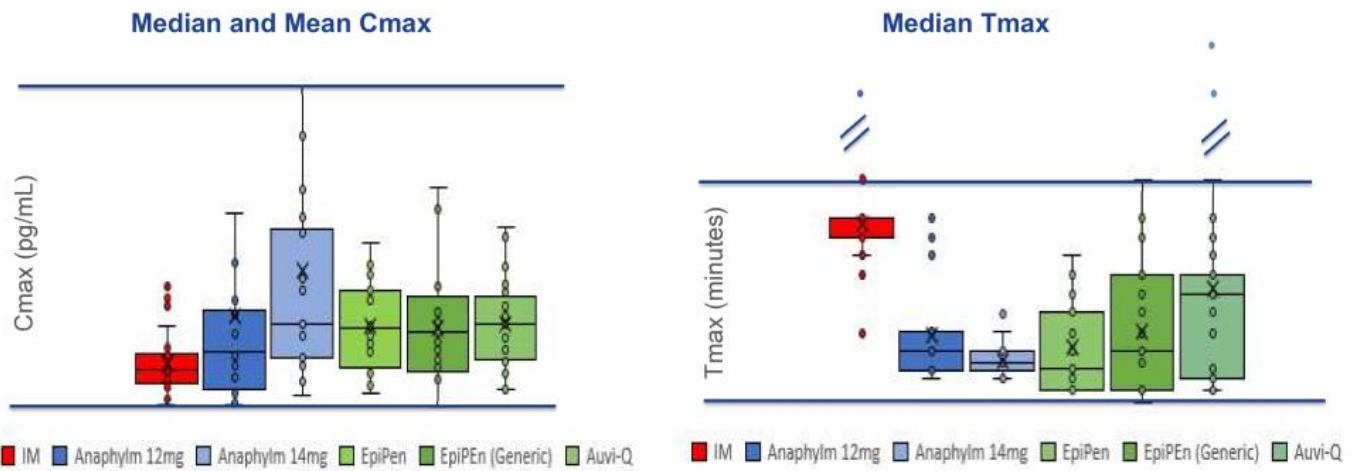 Median and Mean Cmax
Cmax (pg/mL)
IM Anaphylm 12mg Anaphylm 14mg EpiPen EpiPEn (Generic) Auvi-Q
Median Tmax
Tmax (minutes)
IM Anaphylm 12mg Anaphylm 14mg EpiPen EpiPEn (Generic) Auvi-Q